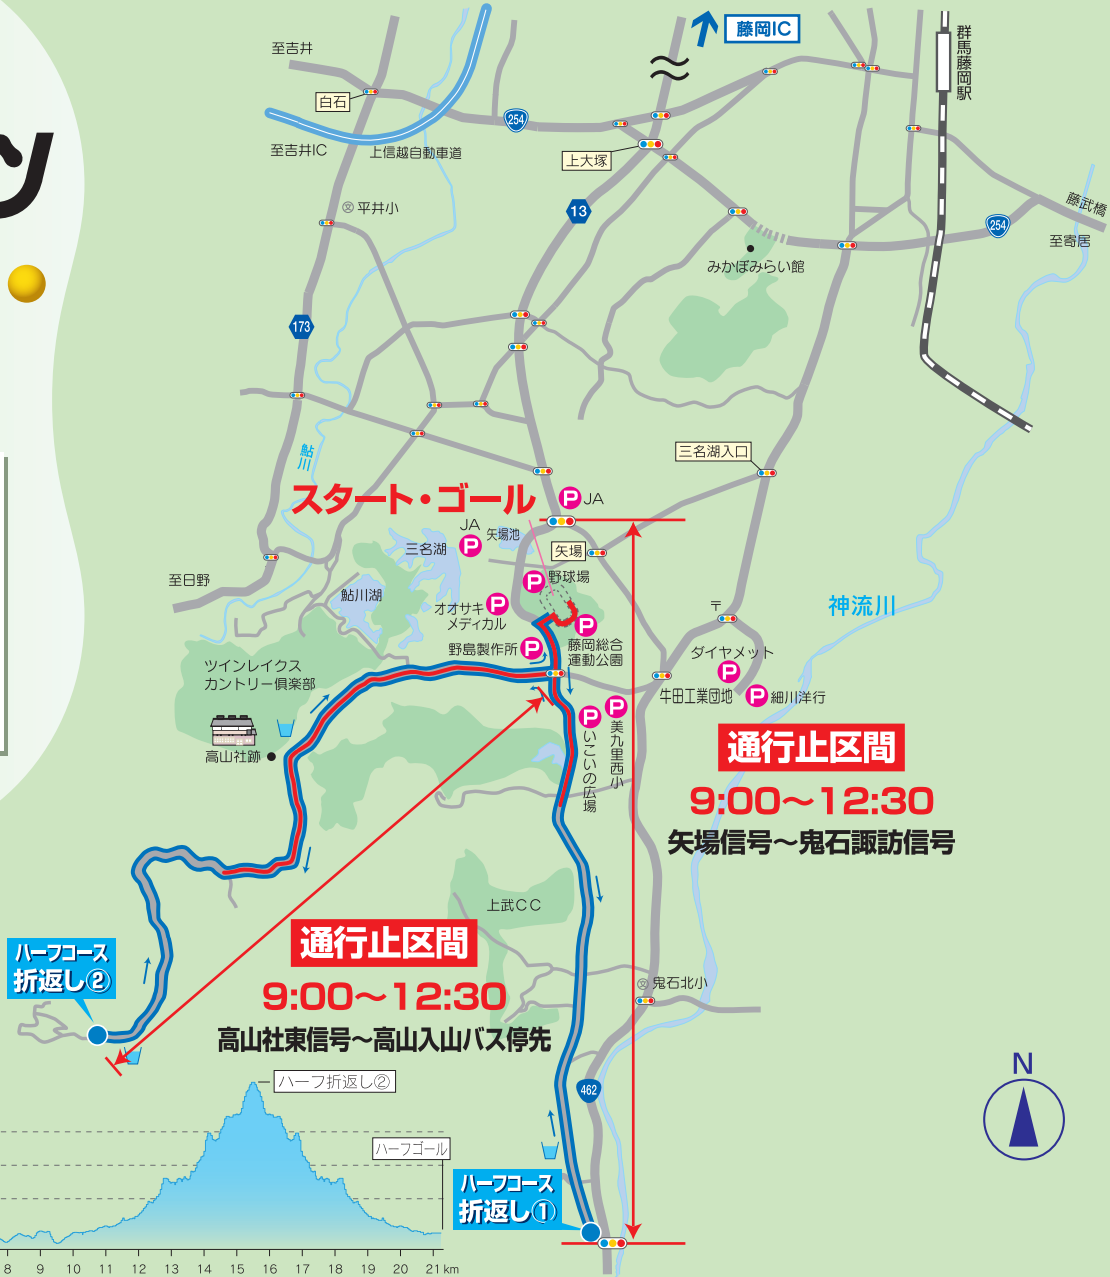 藤岡IC
群馬藤岡駅
至吉井
白石
254
至吉井IC
上信越自動車道
上大塚
平井小
13
藤武橋
254
至寄居
みかぼみらい館
173
三名湖入口
鮎川
スタート・ゴール
P JA
JA
P
矢場池
三名湖
矢場
至日野
鮎川湖
P 野球場
オオサキ P
メディカル
P
藤岡総合
運動公園
野島製作所 P
〒
ダイヤメット
P
牛田工業団地
P 細川洋行
ツインレイクス
カントリー倶楽部
高山社跡
P
いこいの広場
P
美九里西小
通行止区間
9:00〜12:30
矢場信号〜鬼石諏訪信号
上武CC
通行止区間
9:00〜12:30
高山社東信号〜高山入山バス停先
ハーフコース
折返し②
文 鬼石北小
462
N
ハーフ折返し②
ハーフゴール
ハーフコース
折返し①
8 9 10 11 12 13 14 15 16 17 18 19 20 21 km